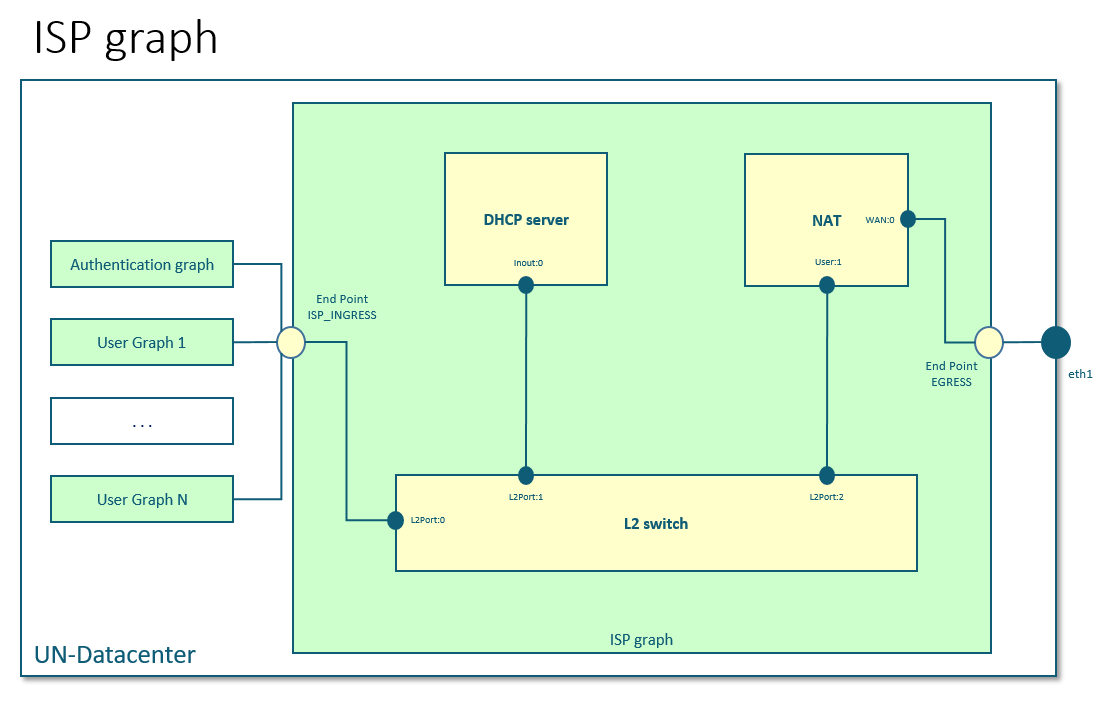 ISP graph
DHCP server
Inout:0
NAT
WAN:0
User:1
Authentication graph
User Graph 1
...
User Graph N
End Point
ISP_INGRESS
End Point
EGRESS
eth1
L2Port:1
L2Port:2
L2Port:0
L2 switch
ISP graph
UN-Datacenter